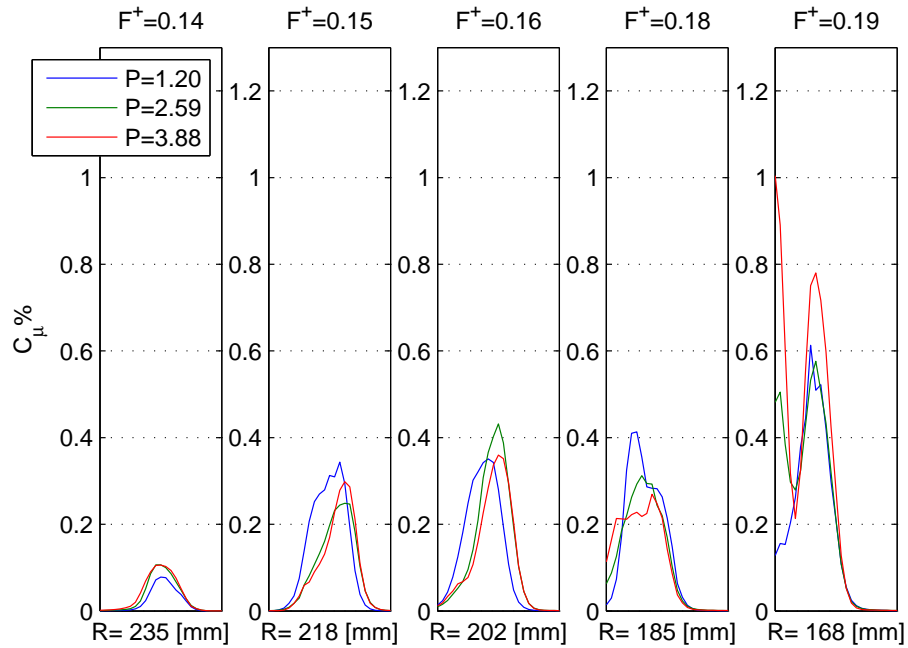 F+=0.14 F+=0.15 F+=0.16 F+=0.18 F+=0.19
P=1.20
P=2.59
P=3.88
1.2 1.2 1.2 1.2
1 1 1 1 1
0.8 0.8 0.8 0.8 0.8
0.6 0.6 0.6 0.6 0.6
0.4 0.4 0.4 0.4 0.4
0.2 0.2 0.2 0.2 0.2
0 0 0 0 0
Cμ%
R= 235 [mm] R= 218 [mm] R= 202 [mm] R= 185 [mm] R= 168 [mm]